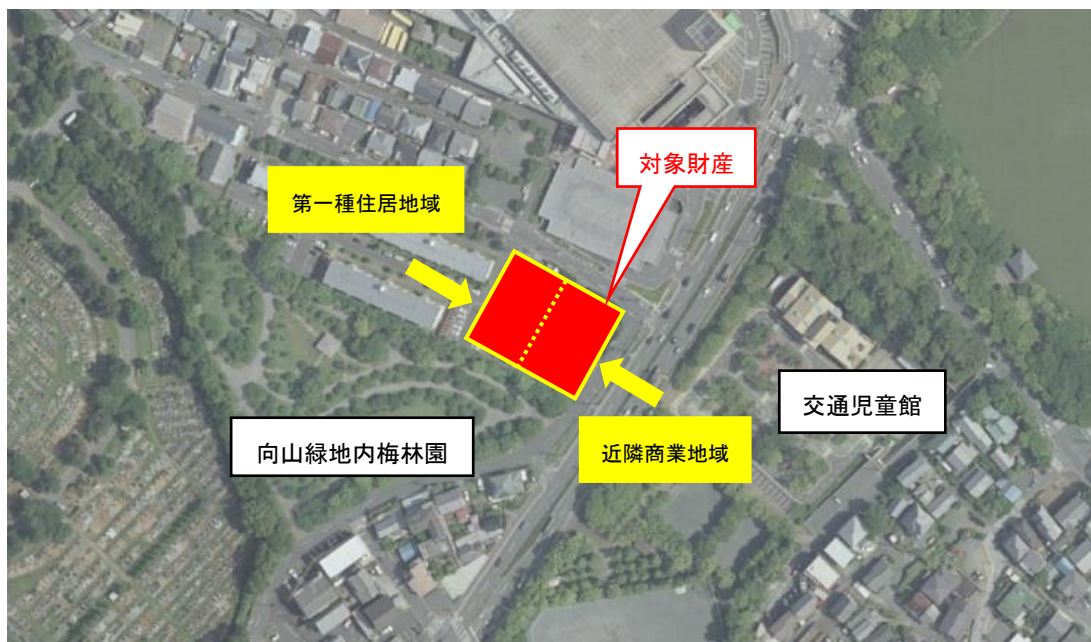 対象財産
第一種住居地域
交通児童館
向山緑地内梅林園
近隣商業地域